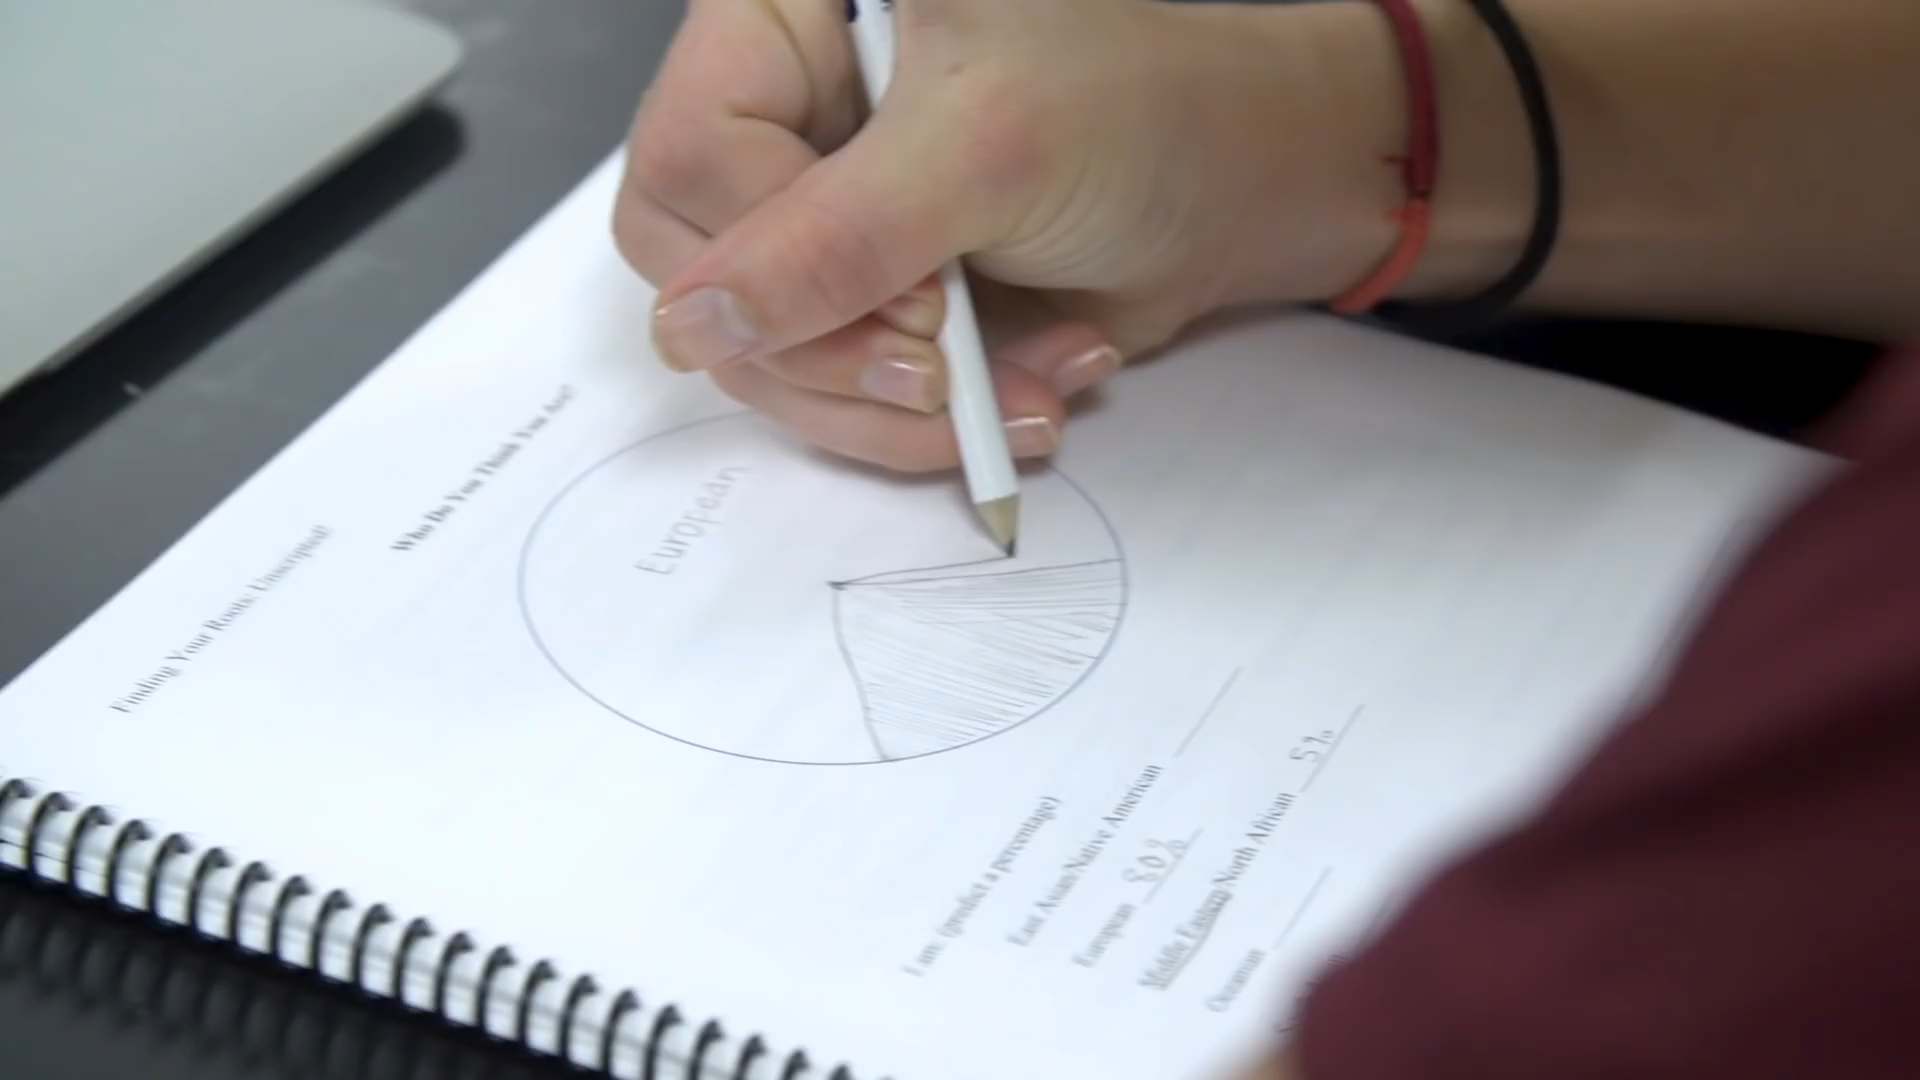 Finding Your Roots: Unscripted!
Who Do You Think You Are?
European
I am: (predict a percentage)
East Asian/Native American
European 80%
Middle Eastern/North African 5%
Oceanian